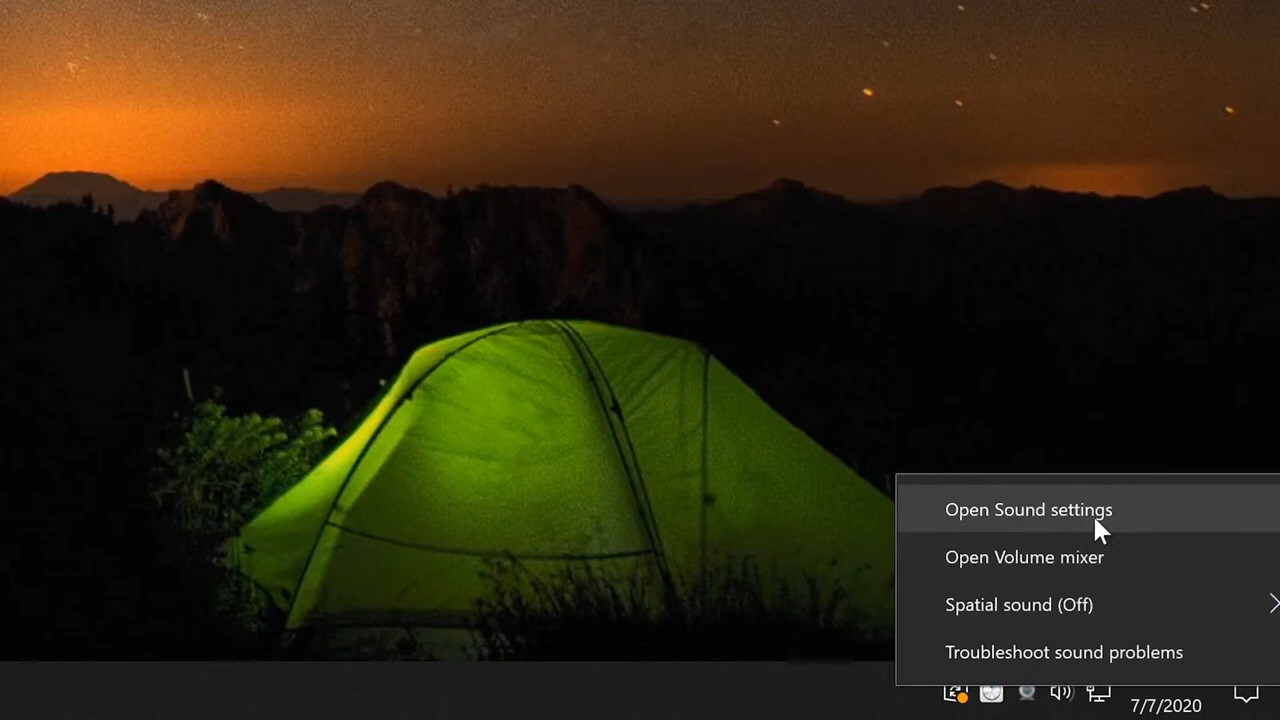 Open Sound settings
Open Volume mixer
Spatial sound (Off)
Troubleshoot sound problems
7/7/2020